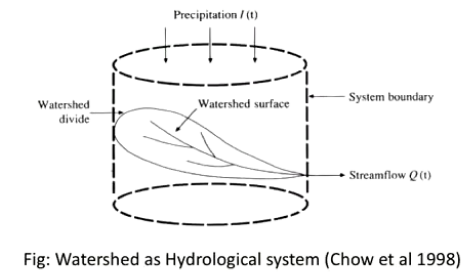 Precipitation I (t)
Watershed
divide
Watershed surface
System boundary
Streamflow Q (t)
Fig: Watershed as Hydrological system (Chow et al 1998)